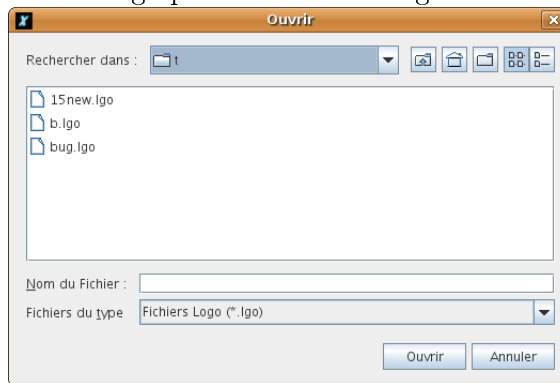 Ouvrir
Rechercher dans : t
15new.lgo
b.lgo
bug.lgo
Nom du Fichier :
Fichiers du type Fichiers Logo (*.lgo)
Ouvrir Annuler